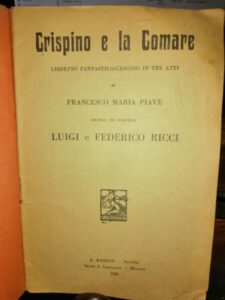 Crispino e la Comare
LIBRETTO FANTASTICO-GIOCOSO IN TRE ATTI
DI
FRANCESCO MARIA PIAVE
MUSICA DEI FRATELLI
LUIGI e FEDERICO RICCI
A. BARION - Editore
MILANO